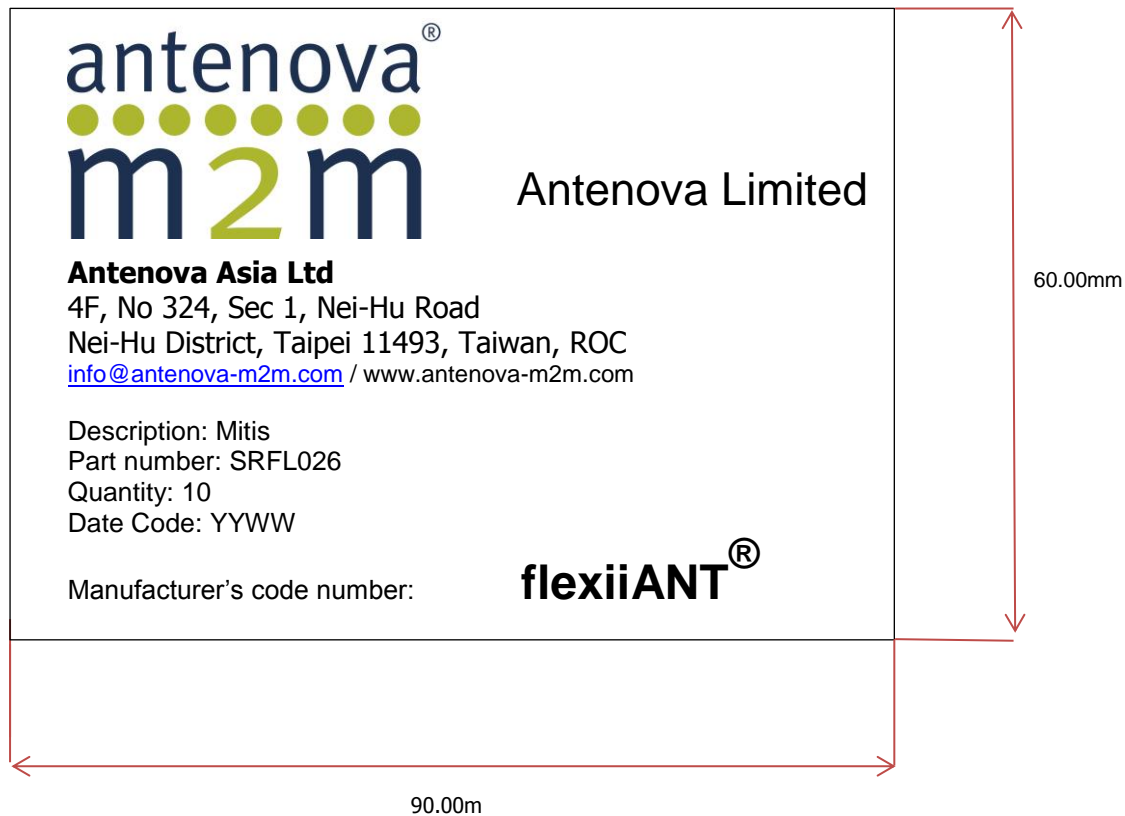 antenova®
m2m
Antenova Limited
Antenova Asia Ltd
4F, No 324, Sec 1, Nei-Hu Road
Nei-Hu District, Taipei 11493, Taiwan, ROC
info@antenova-m2m.com / www.antenova-m2m.com
Description: Mitis
Part number: SRFL026
Quantity: 10
Date Code: YYWW
Manufacturer’s code number:
flexiiANT®
60.00mm
90.00m